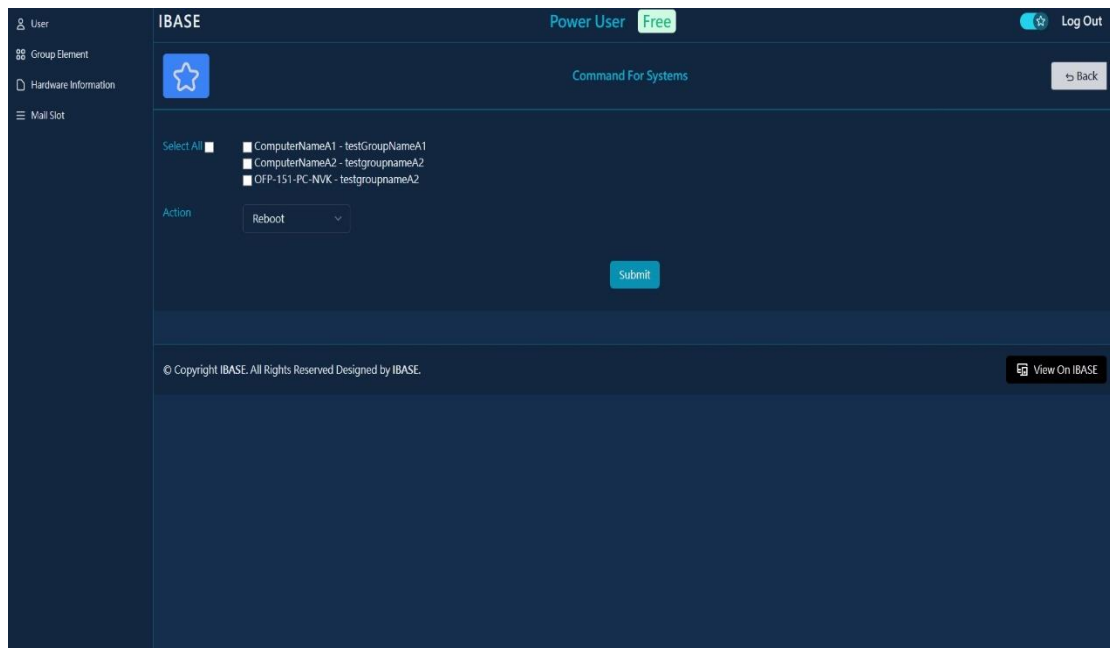 User
Group Element
Hardware Information
Mail Slot
IBASE
Power User Free
Log Out
Command For Systems
Back
Select All
ComputerNameA1 - testGroupNameA1
ComputerNameA2 - testgroupnameA2
OFP-151-PC-NVK - testgroupnameA2
Action
Reboot
Submit
© Copyright IBASE. All Rights Reserved Designed by IBASE.
View On IBASE